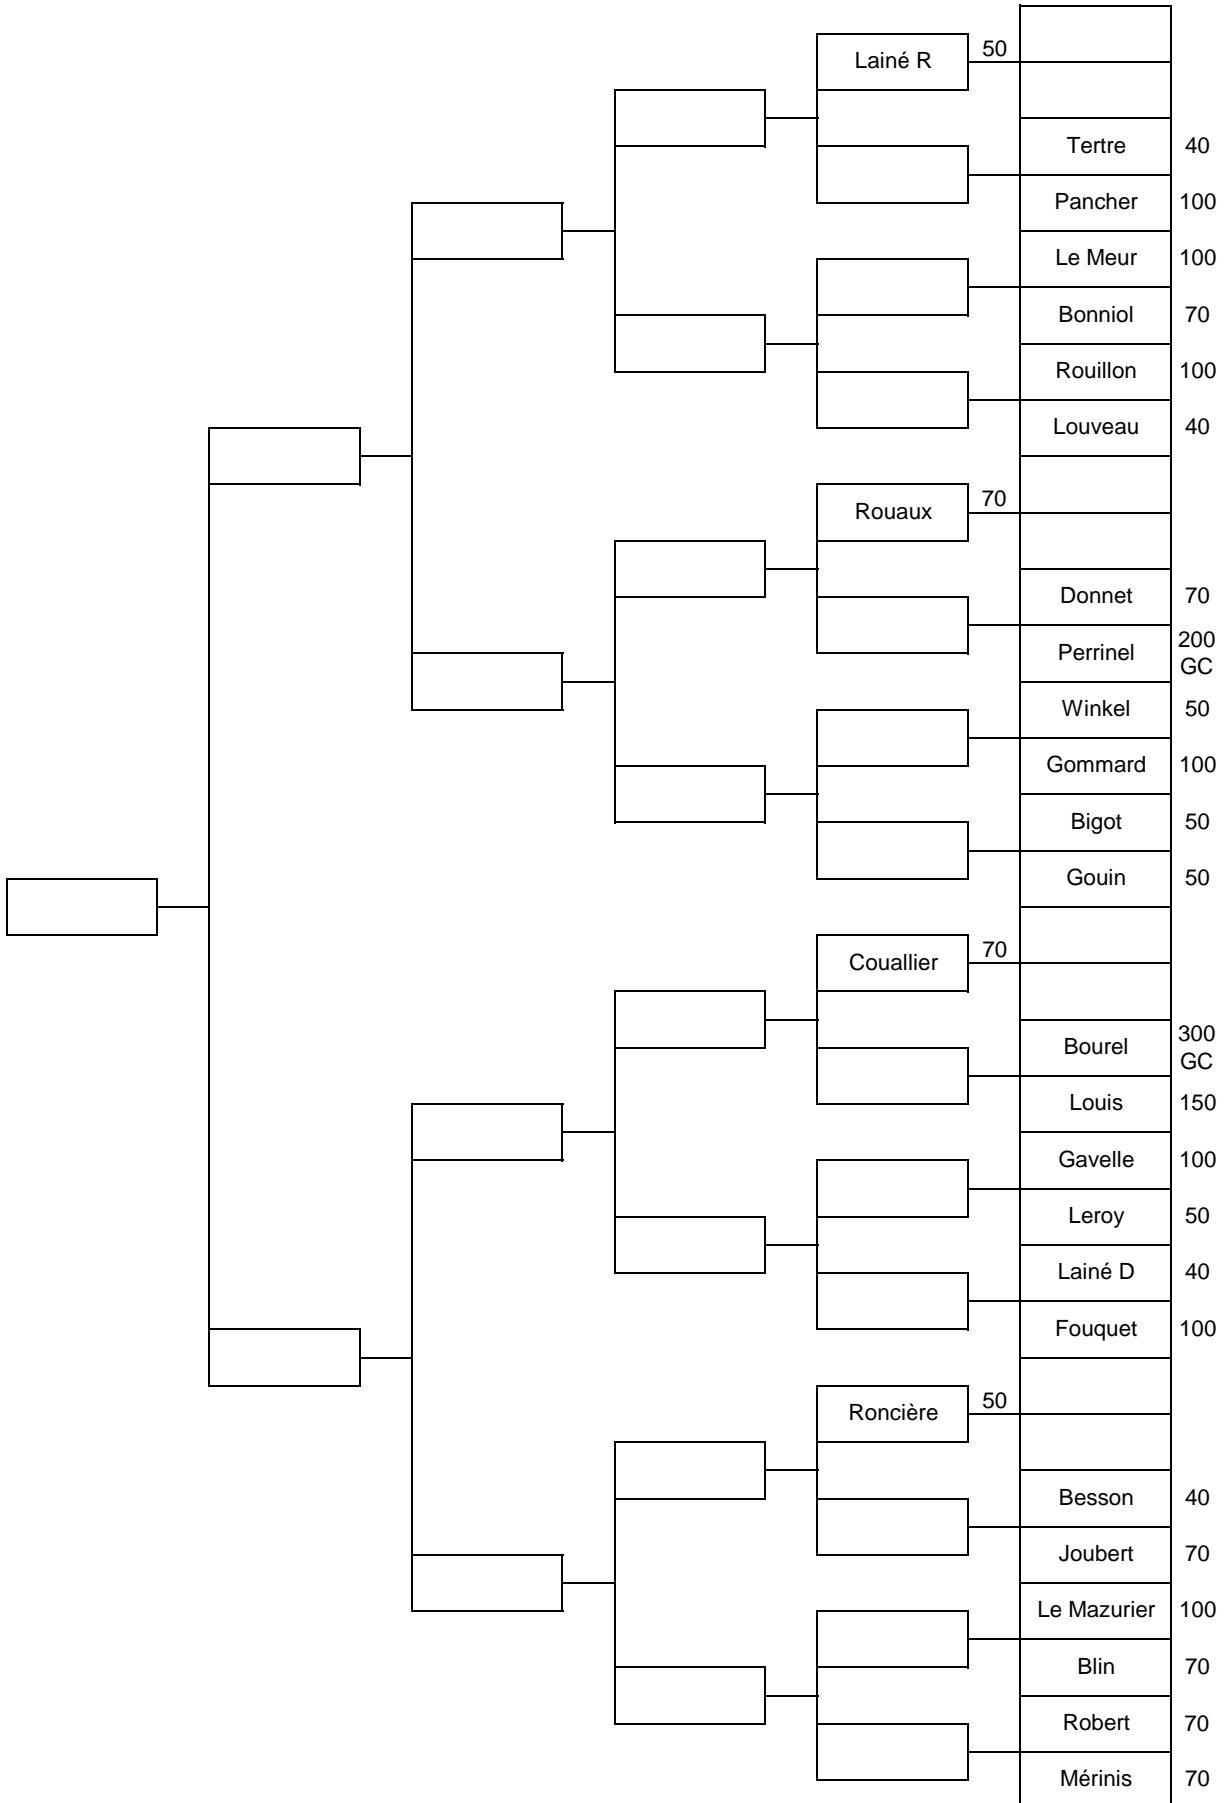 Lainé R 50
Tertre 40
Pancher 100
Le Meur 100
Bonniol 70
Rouillon 100
Louveau 40
Rouaux 70
Donnet 70
Perrinel 200
GC
Winkel 50
Gommard 100
Bigot 50
Gouin 50
Couallier 70
Bourel 300
GC
Louis 150
Gavelle 100
Leroy 50
Lainé D 40
Fouquet 100
Roncière 50
Besson 40
Joubert 70
Le Mazurier 100
Blin 70
Robert 70
Mérinis 70